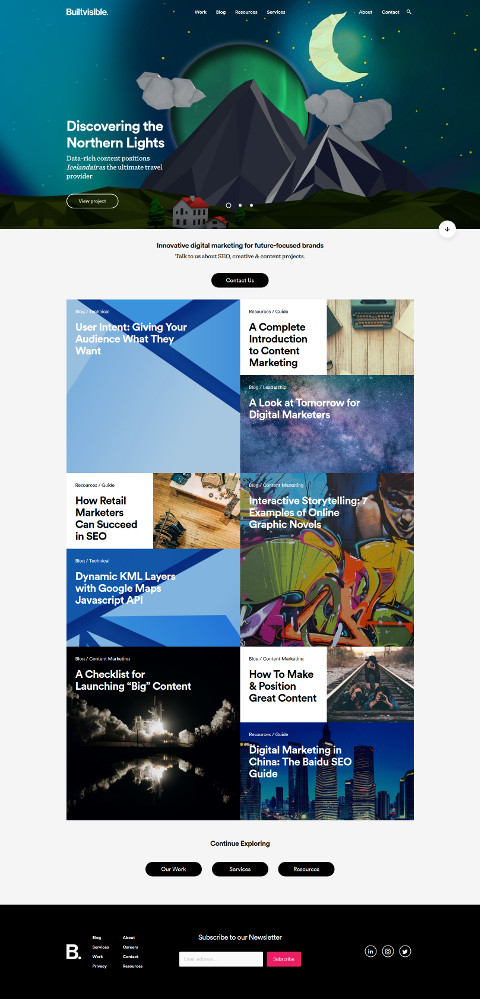 Builtvisible.
Work Blog Resources Services
About Contact
Discovering the
Northern Lights
Data-rich content positions
Icelandair as the ultimate travel
provider
View project
Innovative digital marketing for future-focused brands
Talk to us about SEO, creative & content projects.
Contact Us
Blog / Technical
User Intent: Giving Your
Audience What They
Want
Resources / Guide
A Complete
Introduction
to Content
Marketing
Blog / Leadership
A Look at Tomorrow for
Digital Marketers
Resources / Guide
How Retail
Marketers
Can Succeed
in SEO
Blog / Content Marketing
Interactive Storytelling: 7
Examples of Online
Graphic Novels
Blog / Technical
Dynamic KML Layers
with Google Maps
Javascript API
Blog / Content Marketing
A Checklist for
Launching “Big” Content
Blog / Content Marketing
How To Make
& Position
Great Content
Resources / Guide
Digital Marketing in
China: The Baidu SEO
Guide
Continue Exploring
Our Work
Services
Resources
B.
Blog
Services
Work
Privacy
About
Careers
Contact
Resources
Subscribe to our Newsletter
Email address...
Subscribe
in